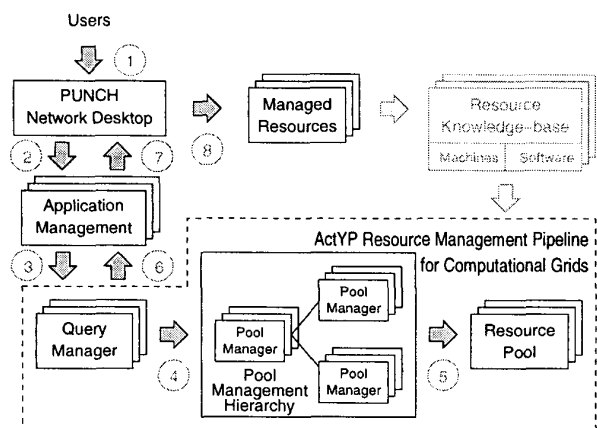 Users
1
PUNCH
Network Desktop
8
Managed
Resources
Resource
Knowledge-base
Machines
Software
2
7
Application
Management
3
6
ActYP Resource Management Pipeline
for Computational Grids
Query
Manager
4
Pool
Manager
Pool
Manager
Pool
Manager
Pool
Management
Hierarchy
5
Resource
Pool